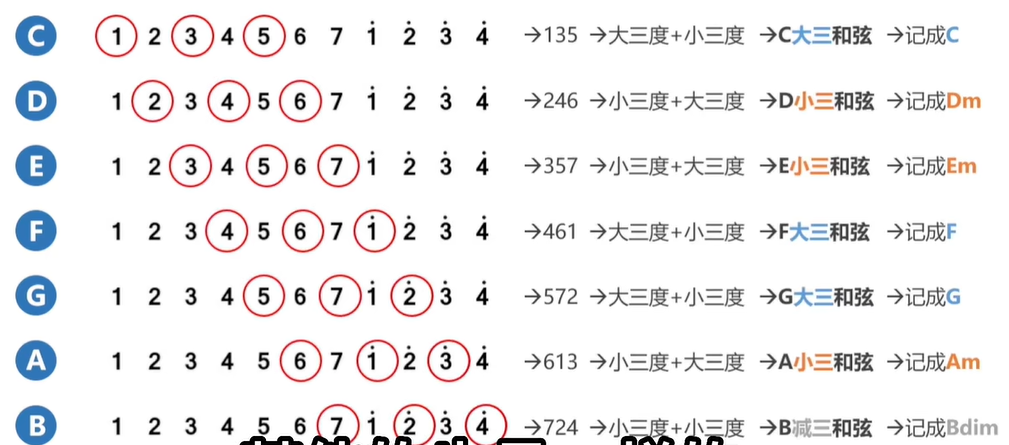 C 1 2 3 4 5 6 7 1̇ 2̇ 3̇ 4̇ →135 →大三度+小三度 →C大三和弦 →记成C
D 1 2 3 4 5 6 7 1̇ 2̇ 3̇ 4̇ →246 →小三度+大三度 →D小三和弦 →记成Dm
E 1 2 3 4 5 6 7 1̇ 2̇ 3̇ 4̇ →357 →小三度+大三度 →E小三和弦 →记成Em
F 1 2 3 4 5 6 7 1̇ 2̇ 3̇ 4̇ →461 →大三度+小三度 →F大三和弦 →记成F
G 1 2 3 4 5 6 7 1̇ 2̇ 3̇ 4̇ →572 →大三度+小三度 →G大三和弦 →记成G
A 1 2 3 4 5 6 7 1̇ 2̇ 3̇ 4̇ →613 →小三度+大三度 →A小三和弦 →记成Am
B 1 2 3 4 5 6 7 1̇ 2̇ 3̇ 4̇ →724 →小三度+小三度 →B减三和弦 →记成Bdim